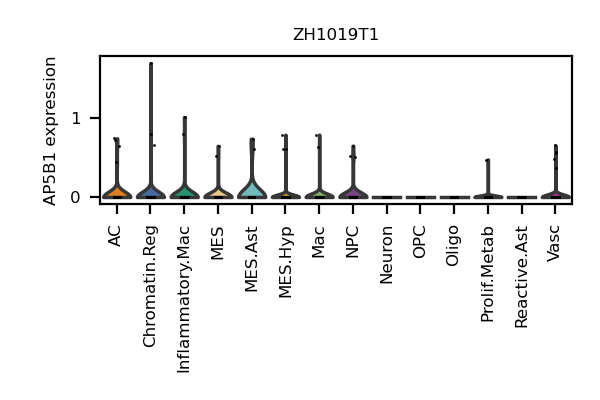 ZH1019T1
AP5B1 expression
1
0
AC
Chromatin.Reg
Inflammatory.Mac
MES
MES.Ast
MES.Hyp
Mac
NPC
Neuron
OPC
Oligo
Prolif.Metab
Reactive.Ast
Vasc